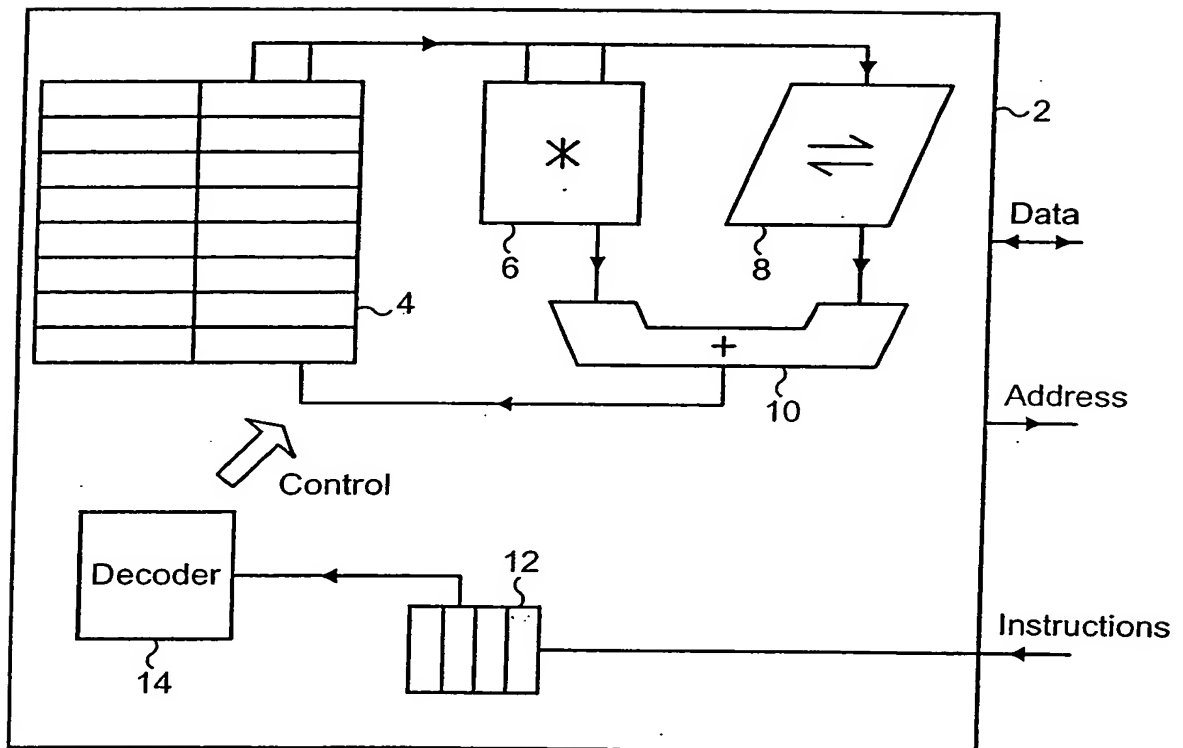 2
*
Data
6
8
4
+
10
Address
Control
Decoder
12
14
Instructions